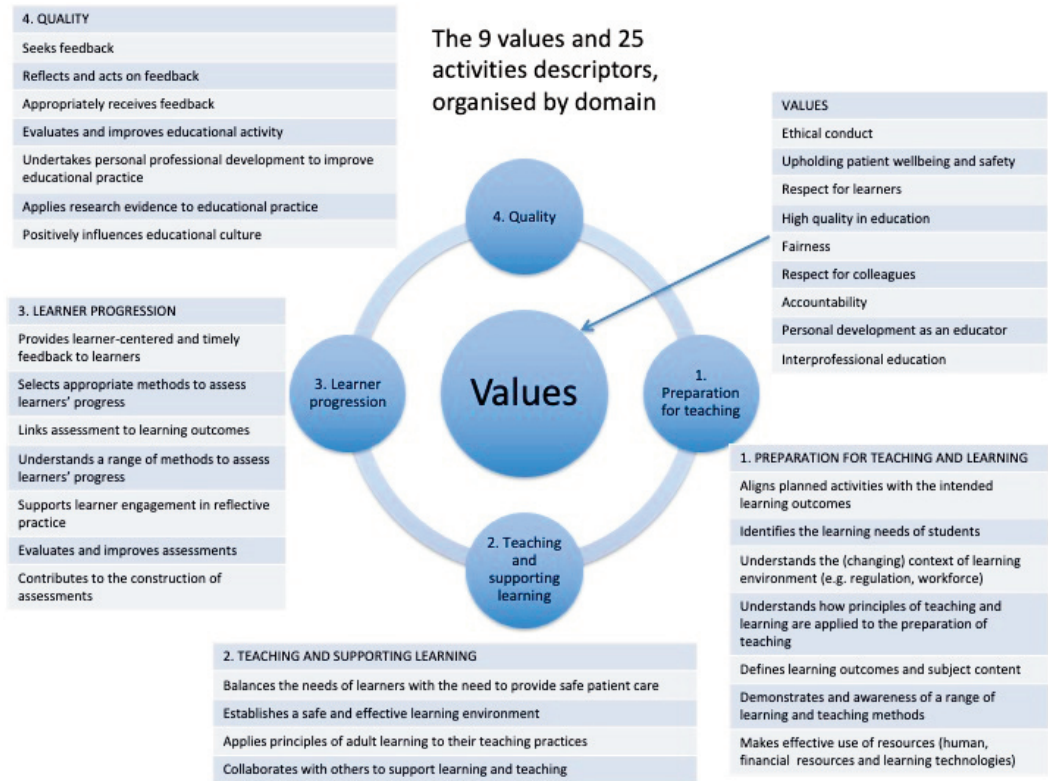 4. QUALITY
Seeks feedback
Reflects and acts on feedback
Appropriately receives feedback
Evaluates and improves educational activity
Undertakes personal professional development to improve
educational practice
Applies research evidence to educational practice
Positively influences educational culture
The 9 values and 25
activities descriptors,
organised by domain
VALUES
Ethical conduct
Upholding patient wellbeing and safety
Respect for learners
High quality in education
Fairness
Respect for colleagues
Accountability
Personal development as an educator
Interprofessional education
4. Quality
3. LEARNER PROGRESSION
Provides learner-centered and timely
feedback to learners
Selects appropriate methods to assess
learners’ progress
Links assessment to learning outcomes
Understands a range of methods to assess
learners’ progress
Supports learner engagement in reflective
practice
Evaluates and improves assessments
Contributes to the construction of
assessments
3. Learner
progression
Values
1.
Preparation
for teaching
2. Teaching
and
supporting
learning
1. PREPARATION FOR TEACHING AND LEARNING
Aligns planned activities with the intended
learning outcomes
Identifies the learning needs of students
Understands the (changing) context of learning
environment (e.g. regulation, workforce)
Understands how principles of teaching and
learning are applied to the preparation of
teaching
Defines learning outcomes and subject content
Demonstrates and awareness of a range of
learning and teaching methods
Makes effective use of resources (human,
financial resources and learning technologies)
2. TEACHING AND SUPPORTING LEARNING
Balances the needs of learners with the need to provide safe patient care
Establishes a safe and effective learning environment
Applies principles of adult learning to their teaching practices
Collaborates with others to support learning and teaching